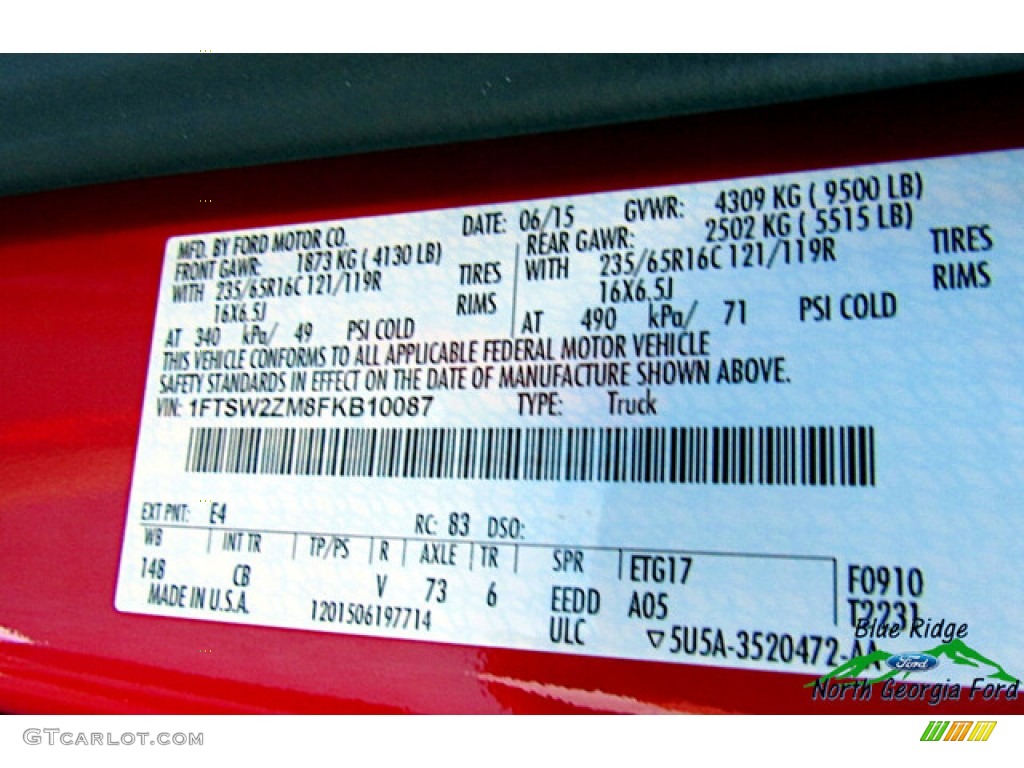 MFD. BY FORD MOTOR CO.
DATE: 06/15 GVWR: 4309 KG ( 9500 LB)
FRONT GAWR: 1873 KG ( 4130 LB)
WITH 235/65R16C 121/119R TIRES
16X6.5J RIMS
AT 340 kPa/ 49 PSI COLD
REAR GAWR: 2502 KG ( 5515 LB)
WITH 235/65R16C 121/119R TIRES
16X6.5J RIMS
AT 490 kPa/ 71 PSI COLD
THIS VEHICLE CONFORMS TO ALL APPLICABLE FEDERAL MOTOR VEHICLE
SAFETY STANDARDS IN EFFECT ON THE DATE OF MANUFACTURE SHOWN ABOVE.
VIN: 1FTSW2ZM8FKB10087 TYPE: Truck
EXT PNT: E4 RC: 83 DSO:
WB INT TR TP/PS R AXLE TR SPR ETG17 F0910
148 CB V 73 6 EEDD A05 T2231
MADE IN U.S.A. 1201506197714 ULC 5U5A-3520472-AA
Blue Ridge
Ford
North Georgia Ford
GTCARLOT.COM